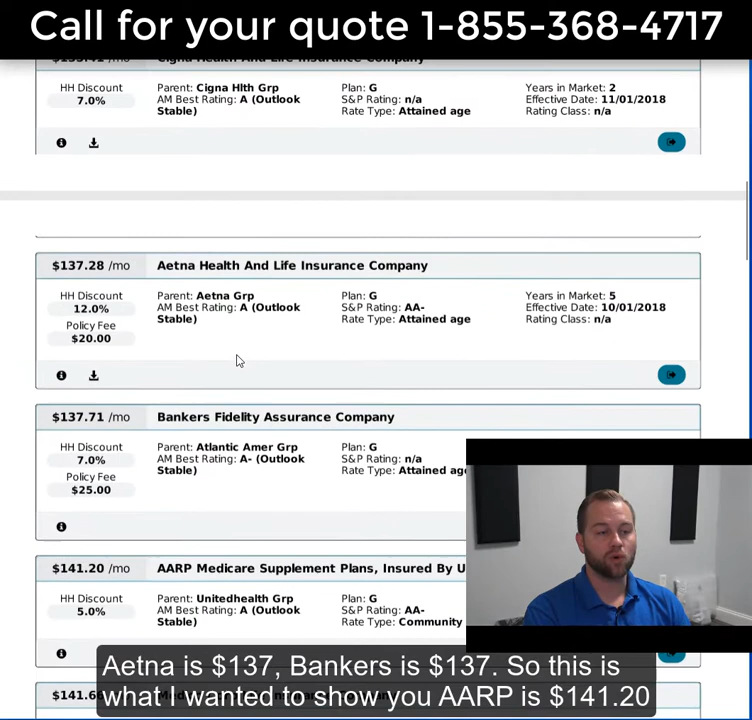 Call for your quote 1-855-368-4717
Cigna Health And Life Insurance Company
HH Discount
7.0%
Parent: Cigna Hlth Grp
AM Best Rating: A (Outlook
Stable)
Plan: G
S&P Rating: n/a
Rate Type: Attained age
Years in Market: 2
Effective Date: 11/01/2018
Rating Class: n/a
$137.28 /mo
Aetna Health And Life Insurance Company
HH Discount
12.0%
Policy Fee
$20.00
Parent: Aetna Grp
AM Best Rating: A (Outlook
Stable)
Plan: G
S&P Rating: AA-
Rate Type: Attained age
Years in Market: 5
Effective Date: 10/01/2018
Rating Class: n/a
$137.71 /mo
Bankers Fidelity Assurance Company
HH Discount
7.0%
Policy Fee
$25.00
Parent: Atlantic Amer Grp
AM Best Rating: A- (Outlook
Stable)
Plan: G
S&P Rating: n/a
Rate Type: Attained age
$141.20 /mo
AARP Medicare Supplement Plans, Insured By U
HH Discount
5.0%
Parent: Unitedhealth Grp
AM Best Rating: A (Outlook
Stable)
Plan: G
S&P Rating: AA-
Rate Type: Community
Aetna is $137, Bankers is $137. So this is
what I wanted to show you AARP is $141.20